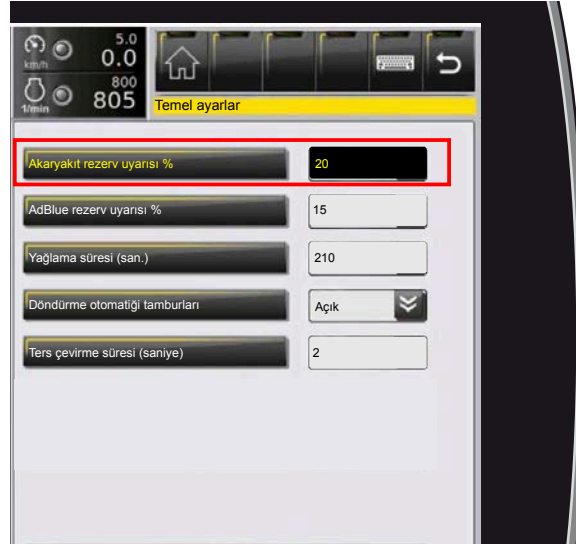 5.0
km/h 0.0
800
1/min 805
Temel ayarlar
Akaryakıt rezerv uyarısı % 20
AdBlue rezerv uyarısı % 15
Yağlama süresi (san.) 210
Döndürme otomatiği tamburları Açık
Ters çevirme süresi (saniye) 2